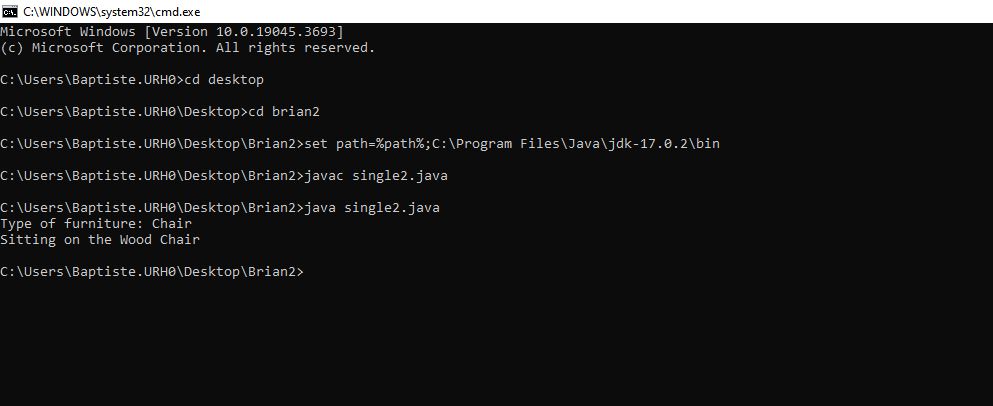 C:\WINDOWS\system32\cmd.exe
Microsoft Windows [Version 10.0.19045.3693]
(c) Microsoft Corporation. All rights reserved.
C:\Users\Baptiste.URH0>cd desktop
C:\Users\Baptiste.URH0\Desktop>cd brian2
C:\Users\Baptiste.URH0\Desktop\Brian2>set path=%path%;C:\Program Files\Java\jdk-17.0.2\bin
C:\Users\Baptiste.URH0\Desktop\Brian2>javac single2.java
C:\Users\Baptiste.URH0\Desktop\Brian2>java single2.java
Type of furniture: Chair
Sitting on the Wood Chair
C:\Users\Baptiste.URH0\Desktop\Brian2>